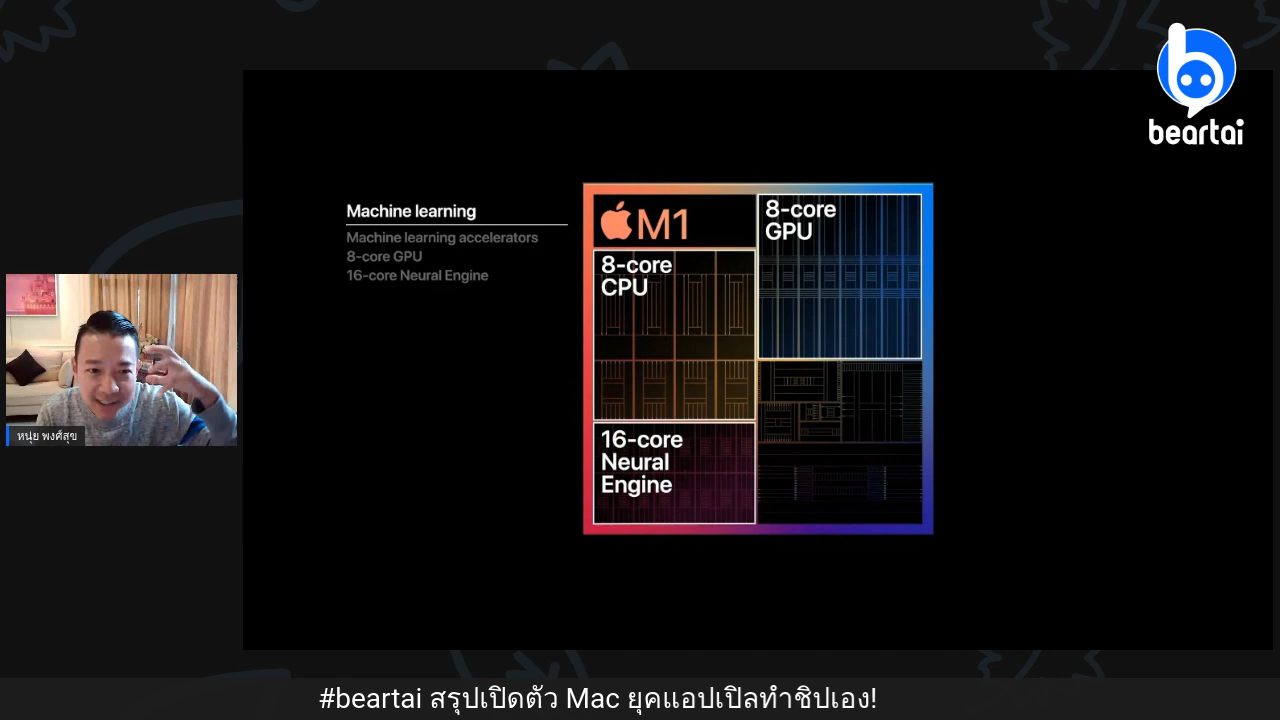 beartai
Machine learning
Machine learning accelerators
8-core GPU
16-core Neural Engine
M1
8-core
GPU
8-core
CPU
16-core
Neural
Engine
หนุ่ย พงศ์สุข
#beartai สรุปเปิดตัว Mac ยุคแอปเปิลทำชิปเอง!